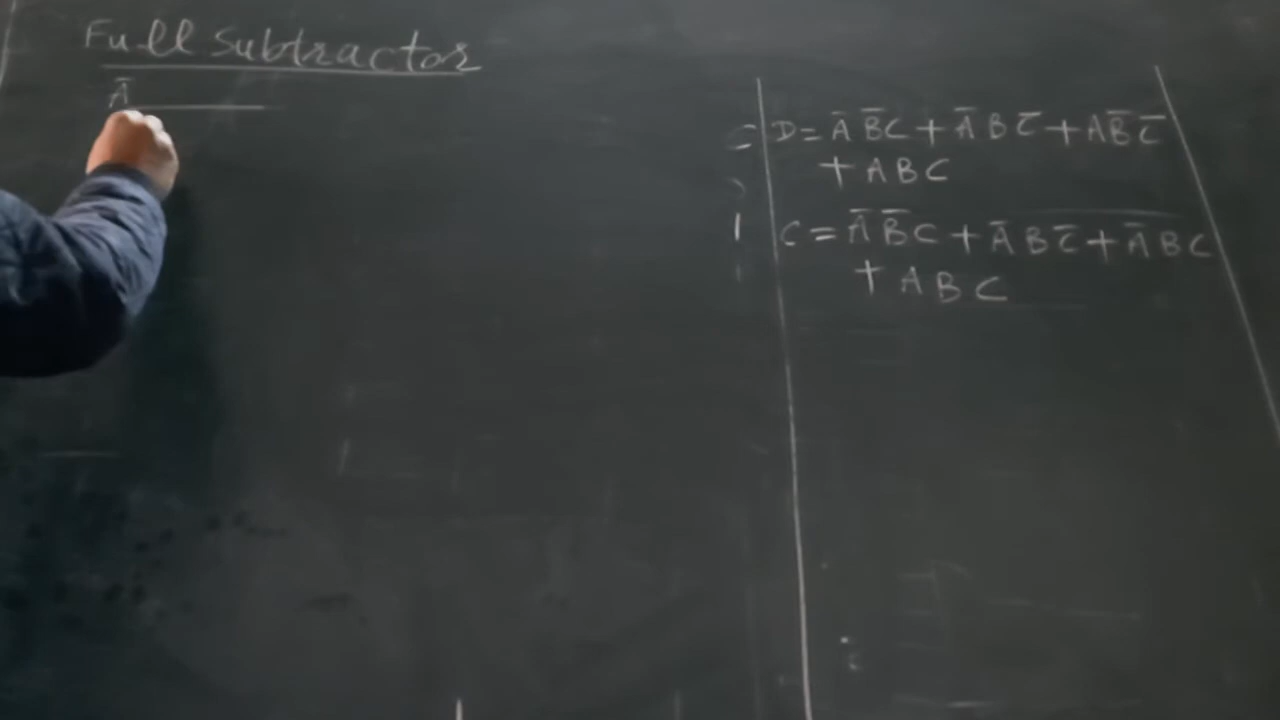 Full Subtractor
Ā
D = Ā B̄ C + Ā B C̄ + A B̄ C̄
+ A B C
C = Ā B̄ C + Ā B C̄ + Ā B C
+ A B C